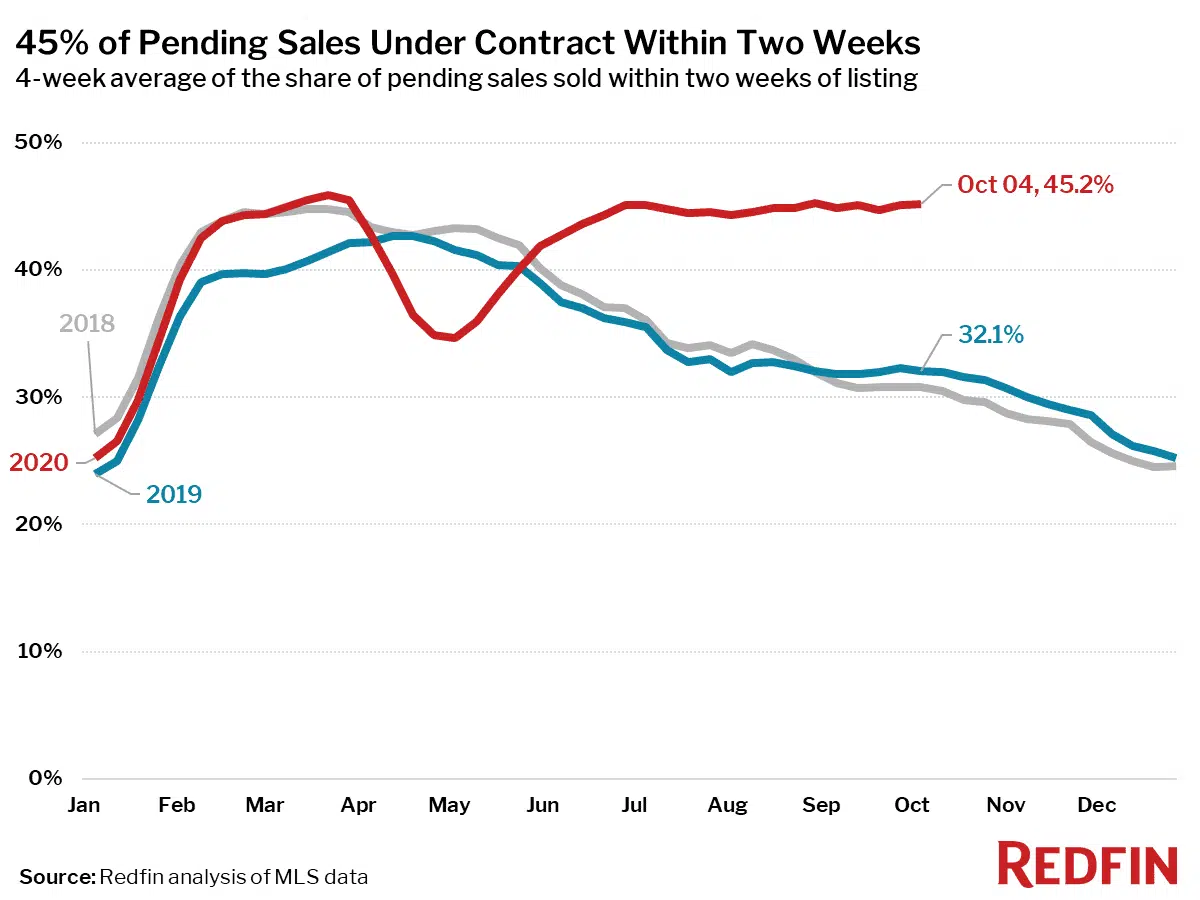 45% of Pending Sales Under Contract Within Two Weeks
4-week average of the share of pending sales sold within two weeks of listing
50%
Oct 04, 45.2%
40%
2018
32.1%
30%
2020
2019
20%
10%
0%
Jan Feb Mar Apr May Jun Jul Aug Sep Oct Nov Dec
Source: Redfin analysis of MLS data
REDFIN